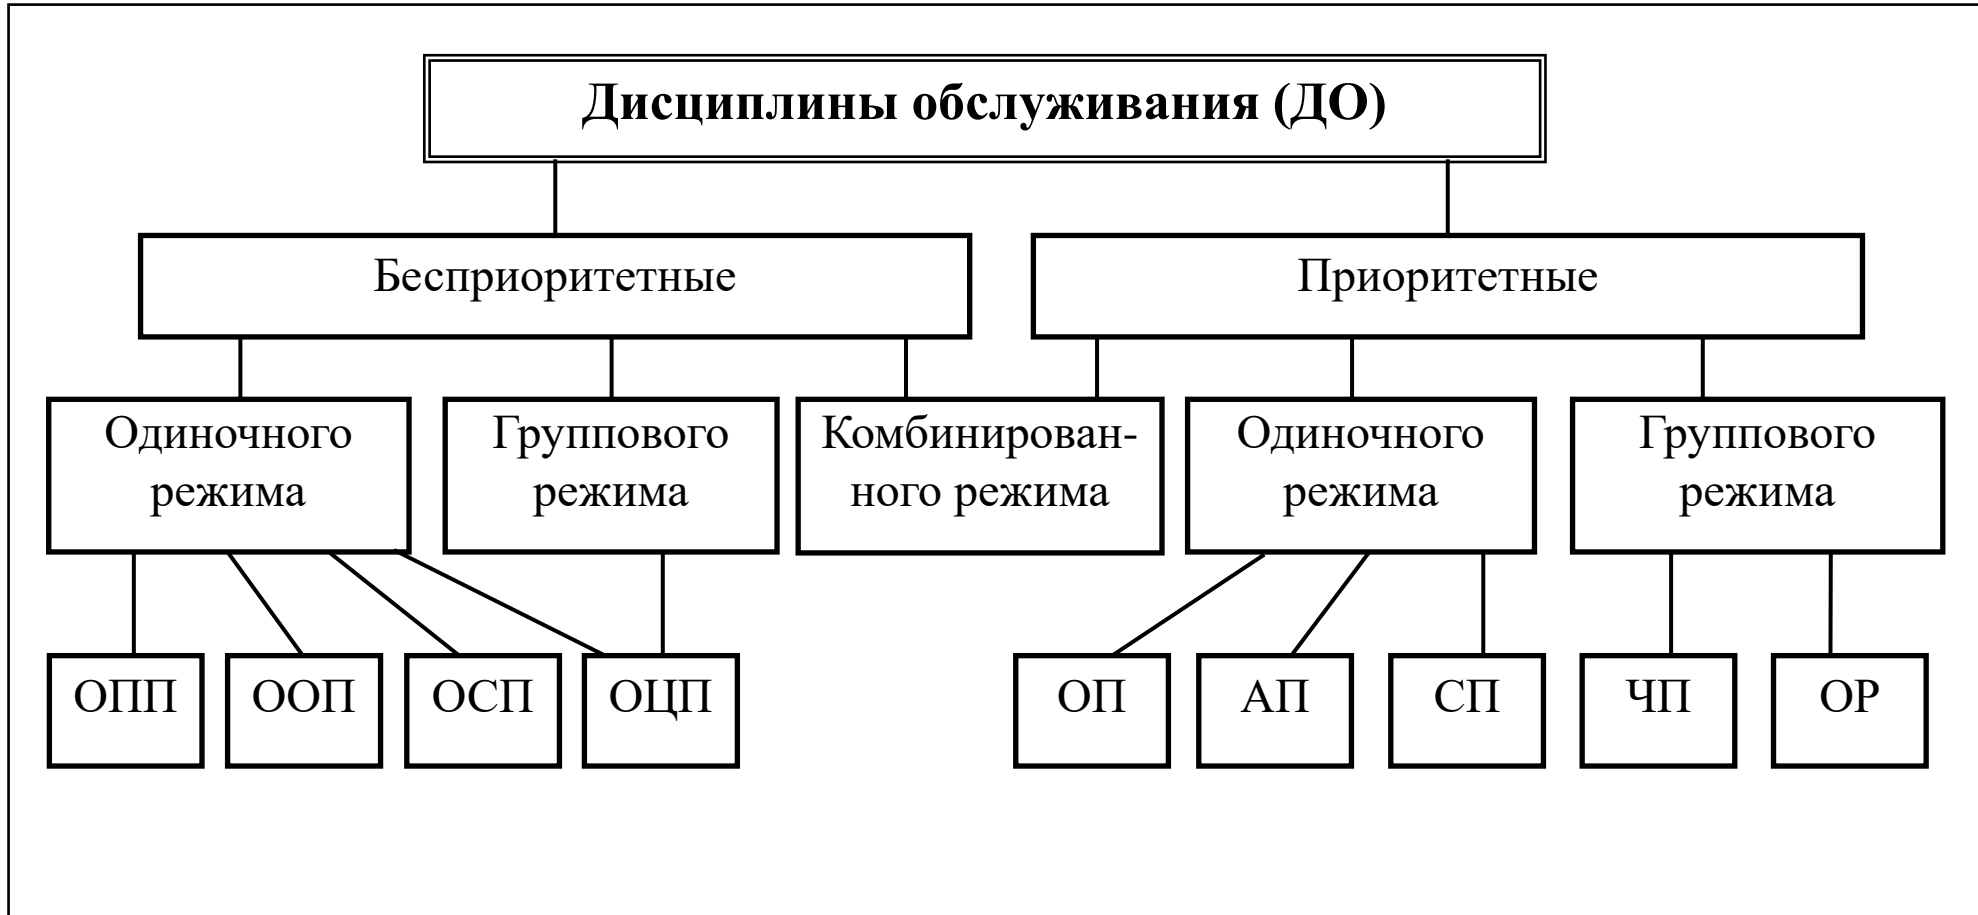 Дисциплины обслуживания (ДО)
Бесприоритетные
Приоритетные
Одиночного
режима
Группового
режима
Комбинирован-
ного режима
Одиночного
режима
Группового
режима
ОПП
ООП
ОСП
ОЦП
ОП
АП
СП
ЧП
ОР